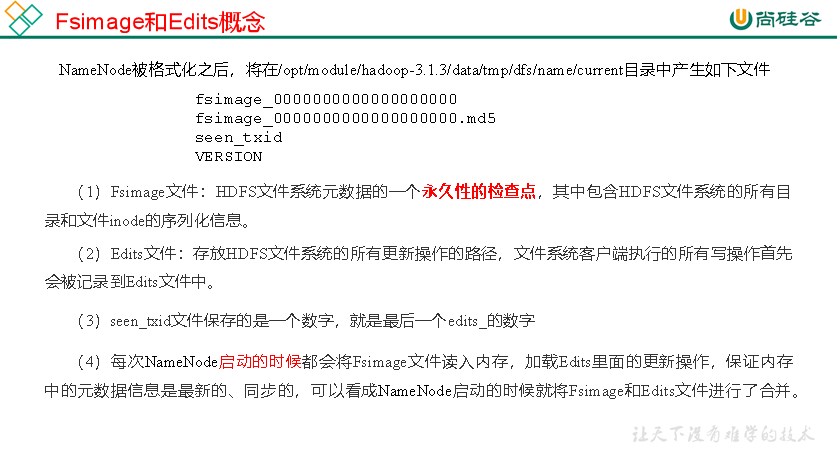 Fsimage和Edits概念
尚硅谷
NameNode被格式化之后，将在/opt/module/hadoop-3.1.3/data/tmp/dfs/name/current目录中产生如下文件
fsimage_0000000000000000000
fsimage_0000000000000000000.md5
seen_txid
VERSION
（1）Fsimage文件：HDFS文件系统元数据的一个永久性的检查点，其中包含HDFS文件系统的所有目
录和文件inode的序列化信息。
（2）Edits文件：存放HDFS文件系统的所有更新操作的路径，文件系统客户端执行的所有写操作首先
会被记录到Edits文件中。
（3）seen_txid文件保存的是一个数字，就是最后一个edits_的数字
（4）每次NameNode启动的时候都会将Fsimage文件读入内存，加载Edits里面的更新操作，保证内存
中的元数据信息是最新的、同步的，可以看成NameNode启动的时候就将Fsimage和Edits文件进行了合并。
让天下没有难学的技术